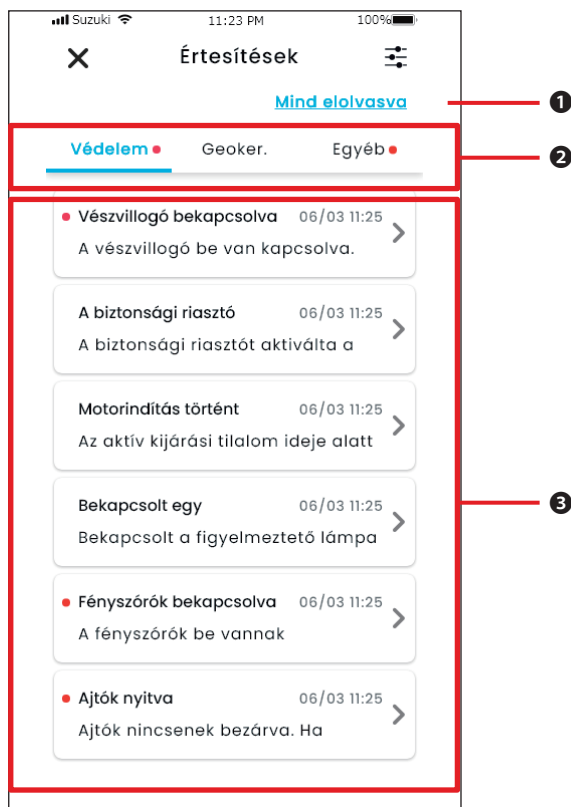 Suzuki 11:23 PM 100%
Értesítések
Mind elolvasva
❶
Védelem Geoker. Egyéb
❷
Vészvillogó bekapcsolva 06/03 11:25
A vészvillogó be van kapcsolva.
A biztonsági riasztó 06/03 11:25
A biztonsági riasztót aktiválta a
Motorindítás történt 06/03 11:25
Az aktív kijárási tilalom ideje alatt
Bekapcsolt egy 06/03 11:25
Bekapcsolt a figyelmeztető lámpa
❸
Fényszórók bekapcsolva 06/03 11:25
A fényszórók be vannak
Ajtók nyitva 06/03 11:25
Ajtók nincsenek bezárva. Ha